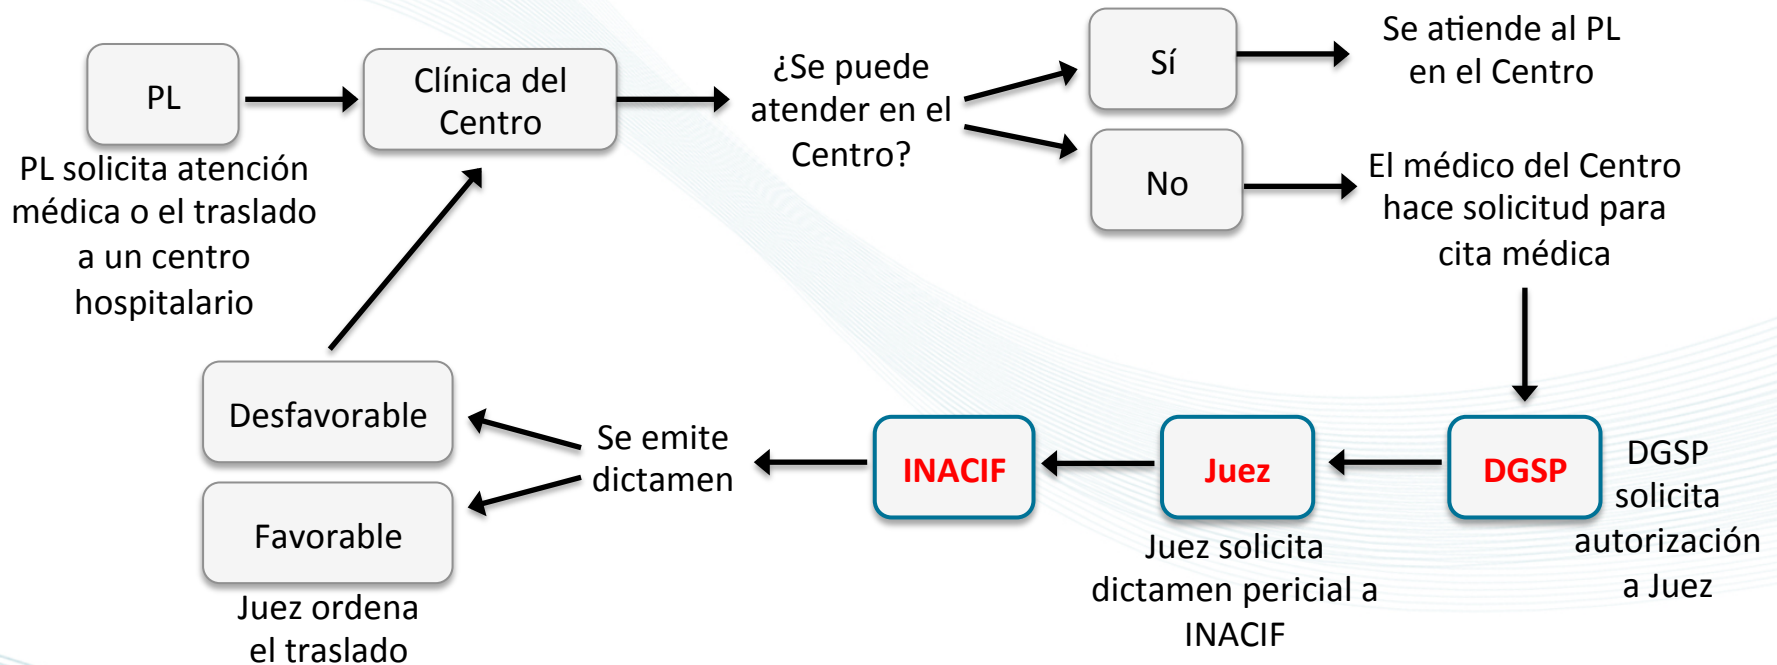 PL
PL solicita atención
médica o el traslado
a un centro
hospitalario
Clínica del
Centro
¿Se puede
atender en el
Centro?
Sí
Se atiende al PL
en el Centro
No
El médico del Centro
hace solicitud para
cita médica
DGSP
DGSP
solicita
autorización
a Juez
Juez
Juez solicita
dictamen pericial a
INACIF
INACIF
Se emite
dictamen
Desfavorable
Favorable
Juez ordena
el traslado